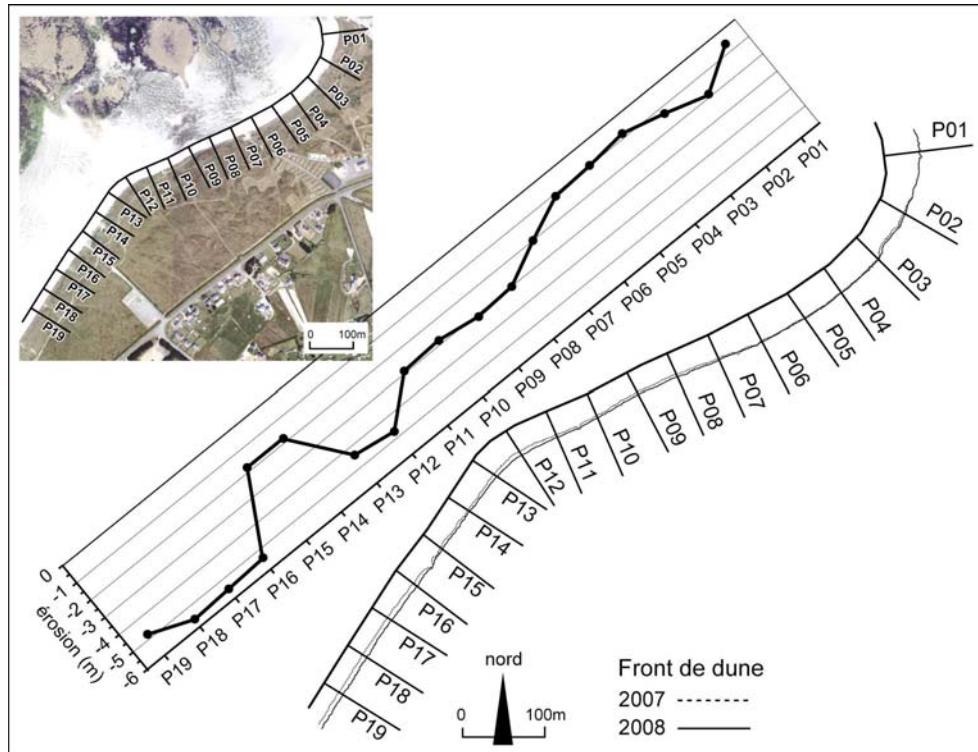 P01
P02
P03
P04
P05
P06
P07
P08
P09
P10
P11
P12
P13
P14
P15
P16
P17
P18
P19
0 100m
0
-1
-2
-3
-4
-5
-6
érosion (m)
P01
P02
P03
P04
P05
P06
P07
P08
P09
P10
P11
P12
P13
P14
P15
P16
P17
P18
P19
P01
P02
P03
P04
P05
P06
P07
P08
P09
P10
P11
P12
P13
P14
P15
P16
P17
P18
P19
nord
0 100m
Front de dune
2007
2008